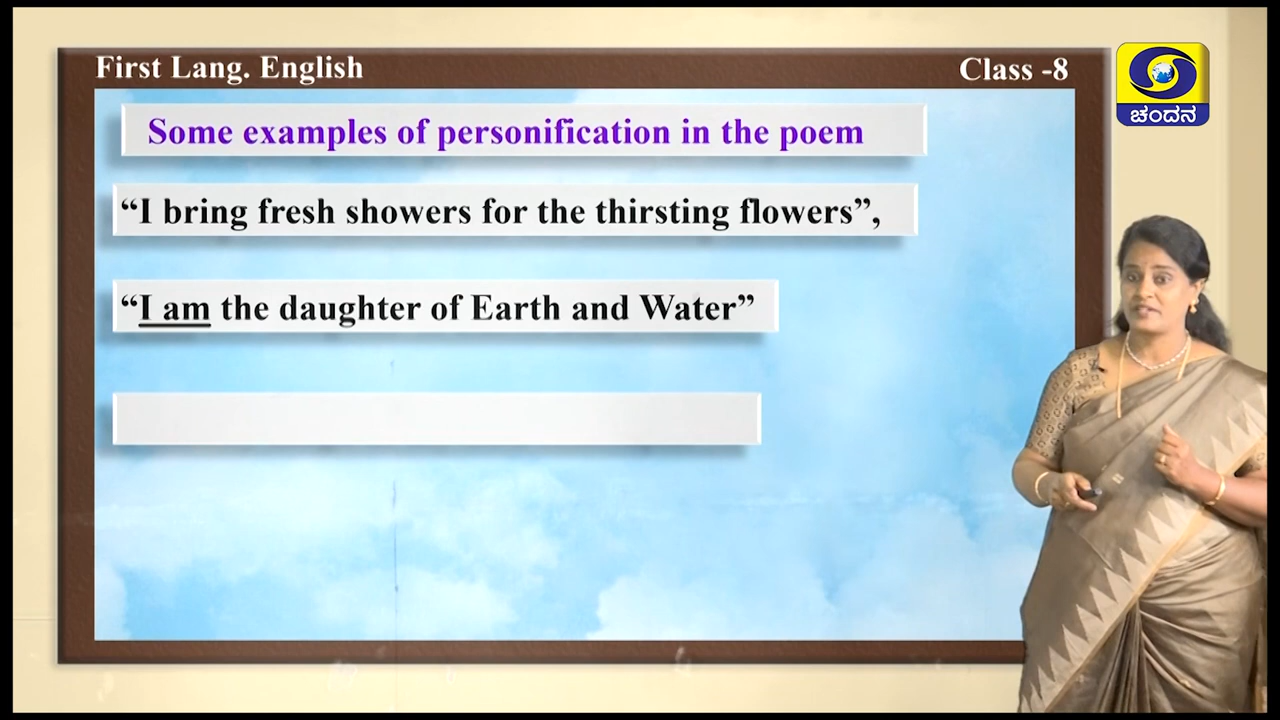 First Lang. English
Class -8
ಚಂದನ
Some examples of personification in the poem
“I bring fresh showers for the thirsting flowers”,
“I am the daughter of Earth and Water”